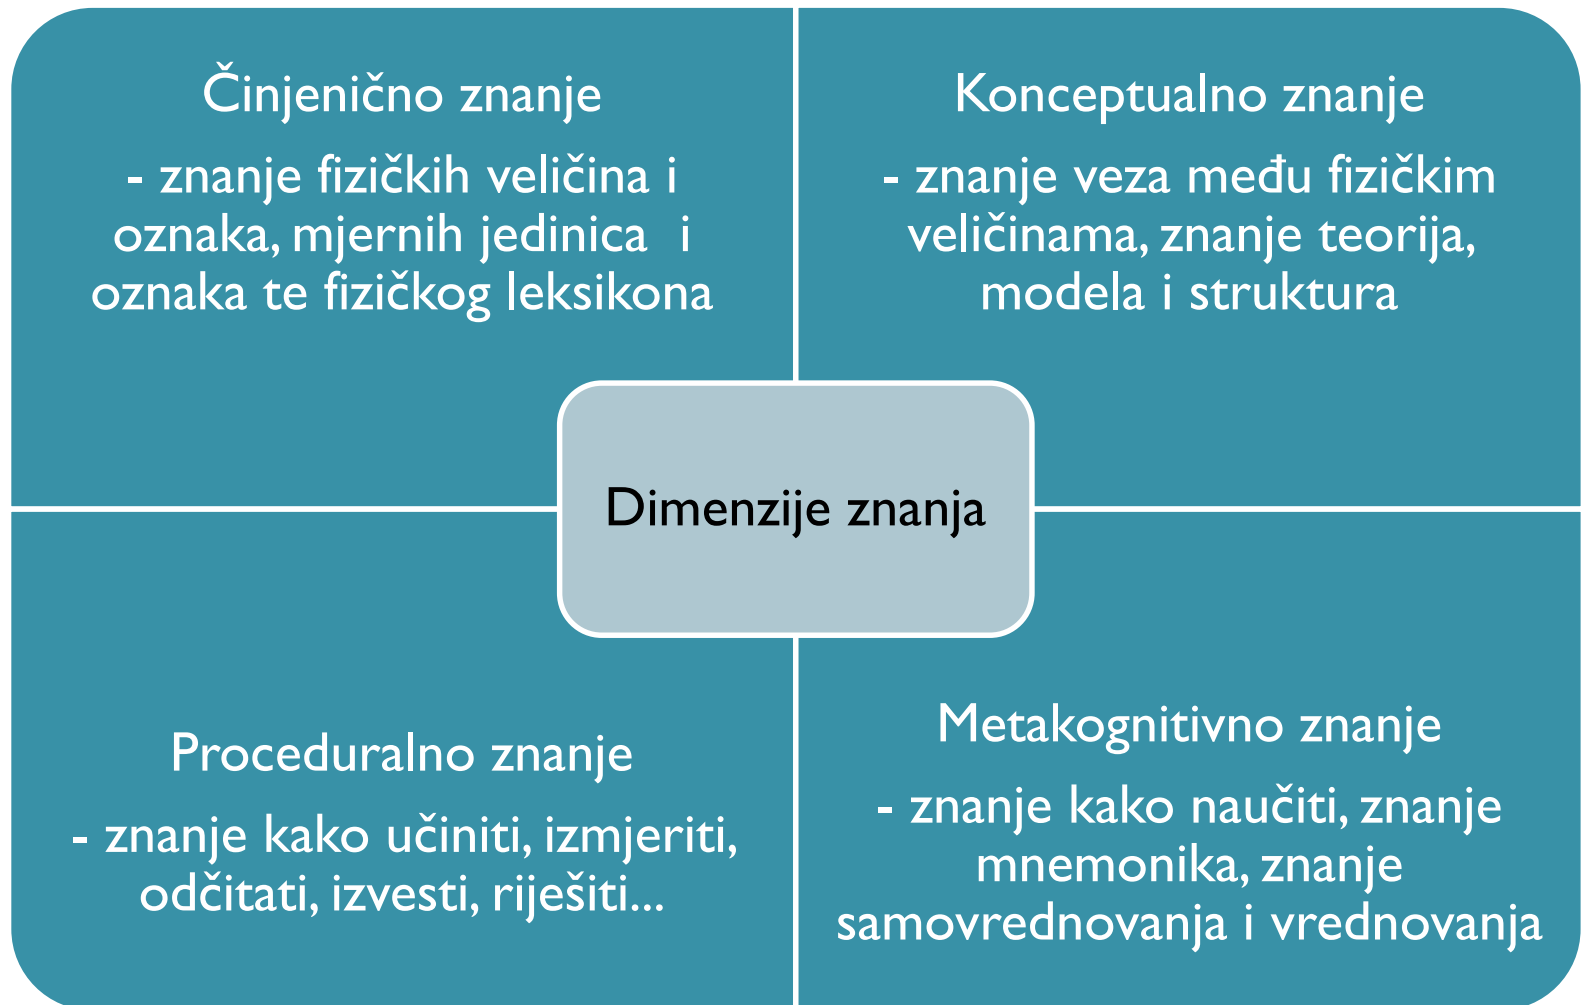 Činjenično znanje
- znanje fizičkih veličina i
oznaka, mjernih jedinica  i
oznaka te fizičkog leksikona
Konceptualno znanje
- znanje veza među fizičkim
veličinama, znanje teorija,
modela i struktura
Dimenzije znanja
Proceduralno znanje
- znanje kako učiniti, izmjeriti,
odčitati, izvesti, riješiti...
Metakognitivno znanje
- znanje kako naučiti, znanje
mnemonika, znanje
samovrednovanja i vrednovanja